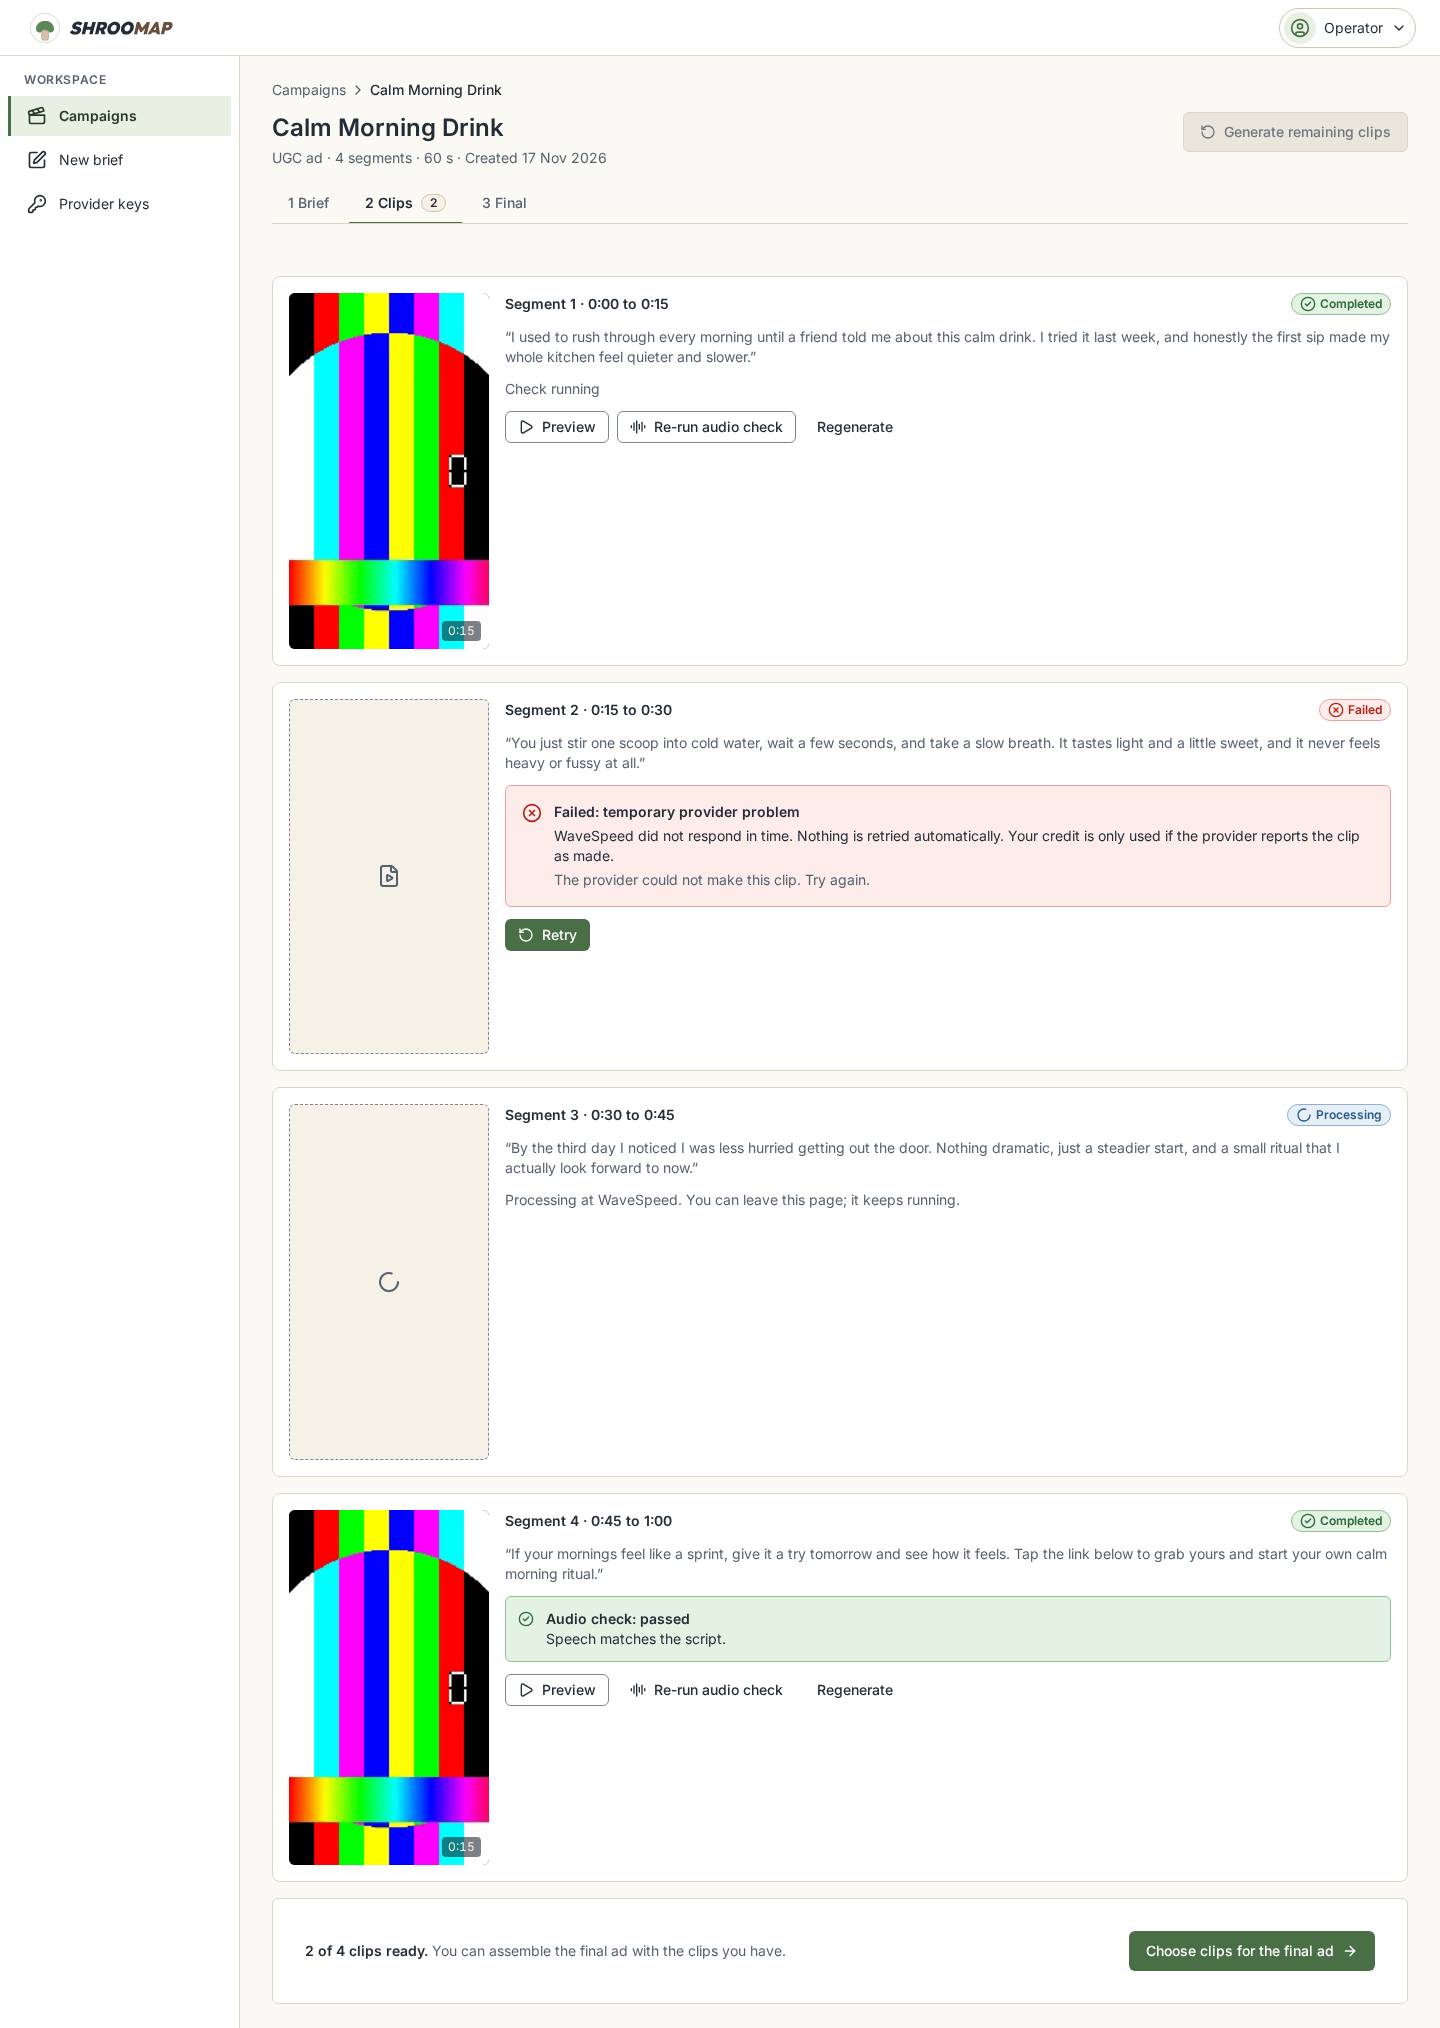 SHROOMAP
Operator
WORKSPACE
Campaigns
New brief
Provider keys
Campaigns > Calm Morning Drink
Calm Morning Drink
Generate remaining clips
UGC ad · 4 segments · 60 s · Created 17 Nov 2026
1 Brief
2 Clips 2
3 Final
Segment 1 · 0:00 to 0:15
Completed
“I used to rush through every morning until a friend told me about this calm drink. I tried it last week, and honestly the first sip made my
whole kitchen feel quieter and slower.”
Check running
Preview
Re-run audio check
Regenerate
0
0:15
Segment 2 · 0:15 to 0:30
Failed
“You just stir one scoop into cold water, wait a few seconds, and take a slow breath. It tastes light and a little sweet, and it never feels
heavy or fussy at all.”
Failed: temporary provider problem
WaveSpeed did not respond in time. Nothing is retried automatically. Your credit is only used if the provider reports the clip
as made.
The provider could not make this clip. Try again.
Retry
Segment 3 · 0:30 to 0:45
Processing
“By the third day I noticed I was less hurried getting out the door. Nothing dramatic, just a steadier start, and a small ritual that I
actually look forward to now.”
Processing at WaveSpeed. You can leave this page; it keeps running.
Segment 4 · 0:45 to 1:00
Completed
“If your mornings feel like a sprint, give it a try tomorrow and see how it feels. Tap the link below to grab yours and start your own calm
morning ritual.”
Audio check: passed
Speech matches the script.
Preview
Re-run audio check
Regenerate
0
0:15
2 of 4 clips ready. You can assemble the final ad with the clips you have.
Choose clips for the final ad